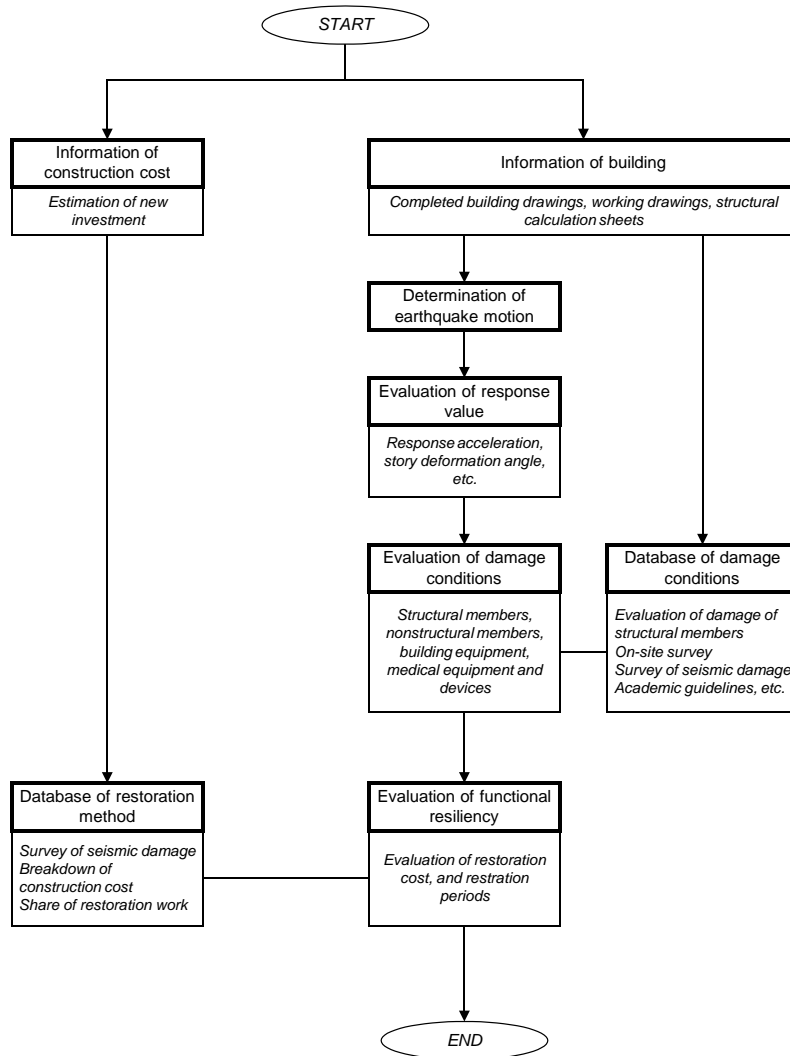 START
Information of
construction cost
Estimation of new
investment
Information of building
Completed building drawings, working drawings, structural
calculation sheets
Determination of
earthquake motion
Evaluation of response
value
Response acceleration,
story deformation angle,
etc.
Evaluation of damage
conditions
Structural members,
nonstructural members,
building equipment,
medical equipment and
devices
Database of damage
conditions
Evaluation of damage of
structural members
On-site survey
Survey of seismic damage
Academic guidelines, etc.
Database of restoration
method
Survey of seismic damage
Breakdown of
construction cost
Share of restoration work
Evaluation of functional
resiliency
Evaluation of restoration
cost, and restration
periods
END